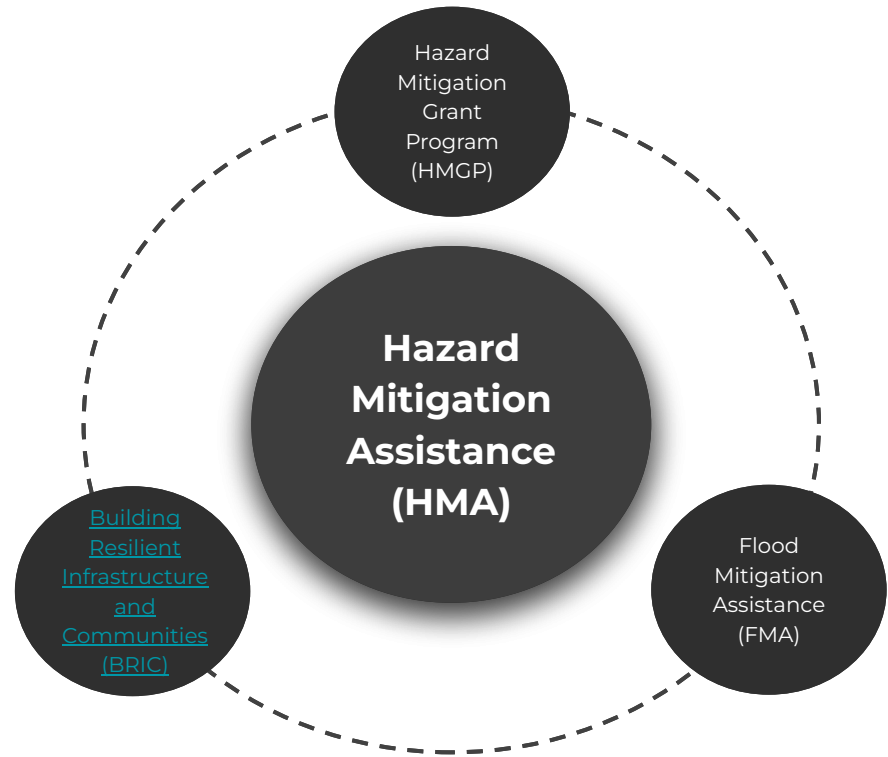 Hazard
Mitigation
Grant
Program
(HMGP)
Hazard
Mitigation
Assistance
(HMA)
Building
Resilient
Infrastructure
and
Communities
(BRIC)
Flood
Mitigation
Assistance
(FMA)